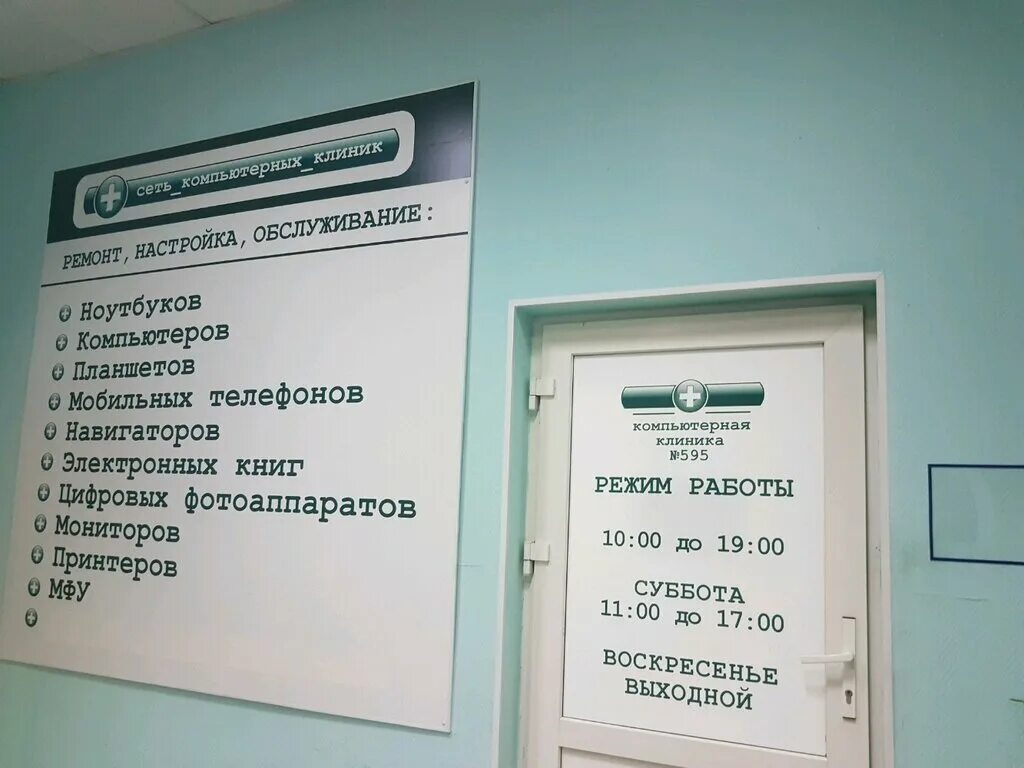 сеть_компьютерных_клиник
РЕМОНТ, НАСТРОЙКА, ОБСЛУЖИВАНИЕ:
Ноутбуков
Компьютеров
Планшетов
Мобильных телефонов
Навигаторов
Электронных книг
Цифровых фотоаппаратов
Мониторов
Принтеров
МФУ
компьютерная
клиника
№595
РЕЖИМ РАБОТЫ
10:00 до 19:00
СУББОТА
11:00 до 17:00
ВОСКРЕСЕНЬЕ
ВЫХОДНОЙ